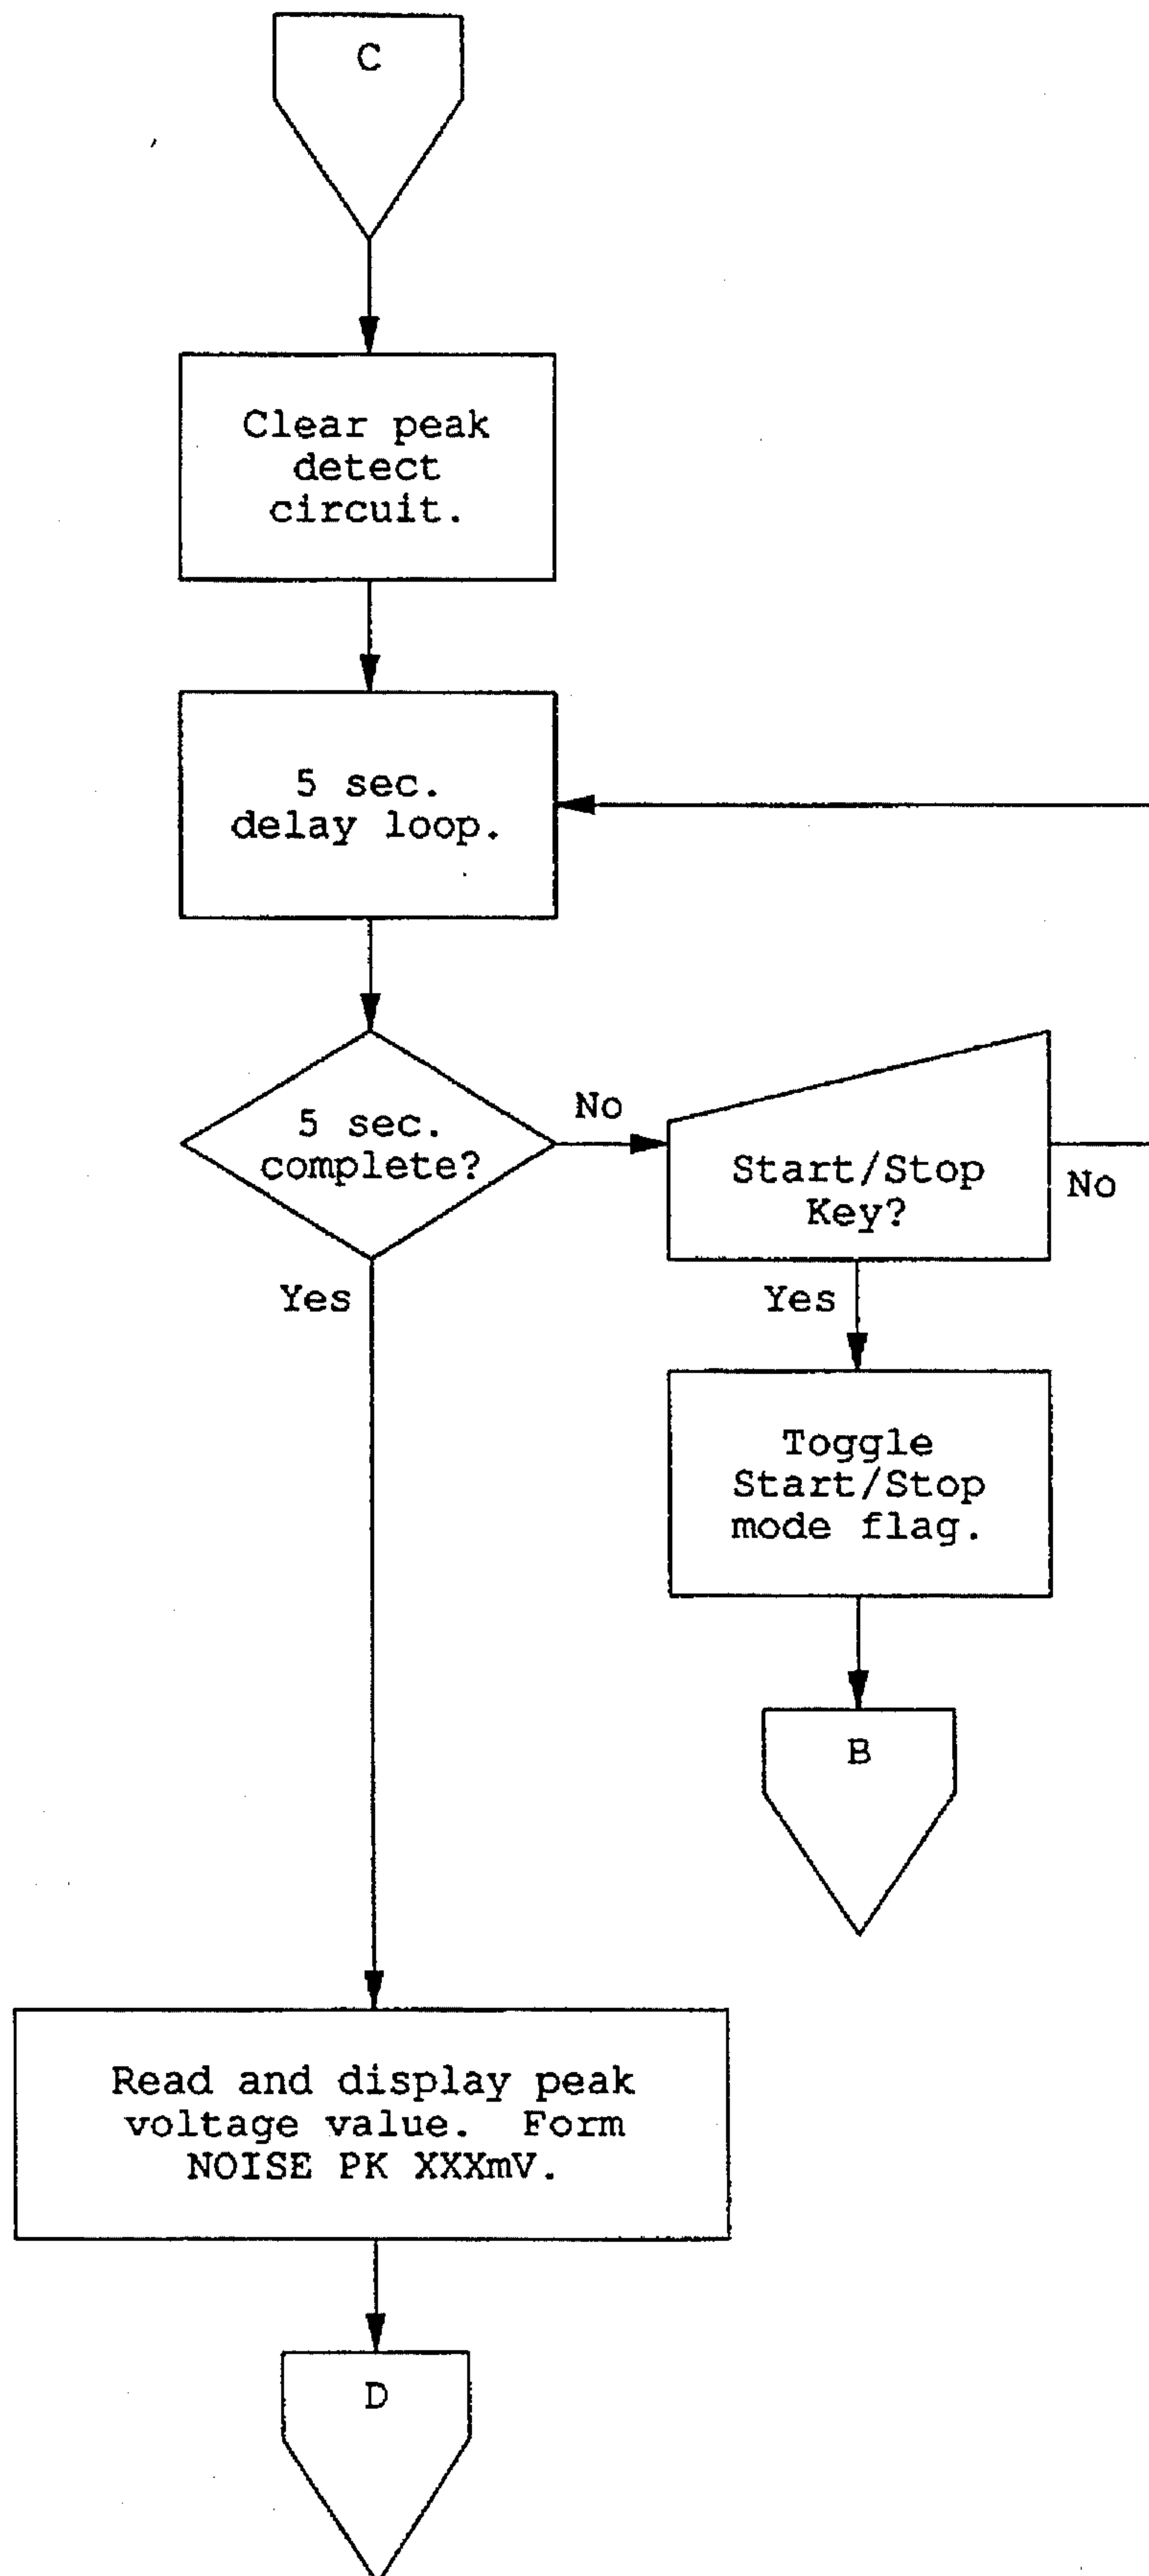 C
Clear peak
detect
circuit.
5 sec.
delay loop.
5 sec.
complete?
No
Start/Stop
Key?
No
Yes
Yes
Toggle
Start/Stop
mode flag.
B
Read and display peak
voltage value. Form
NOISE PK XXXmV.
D